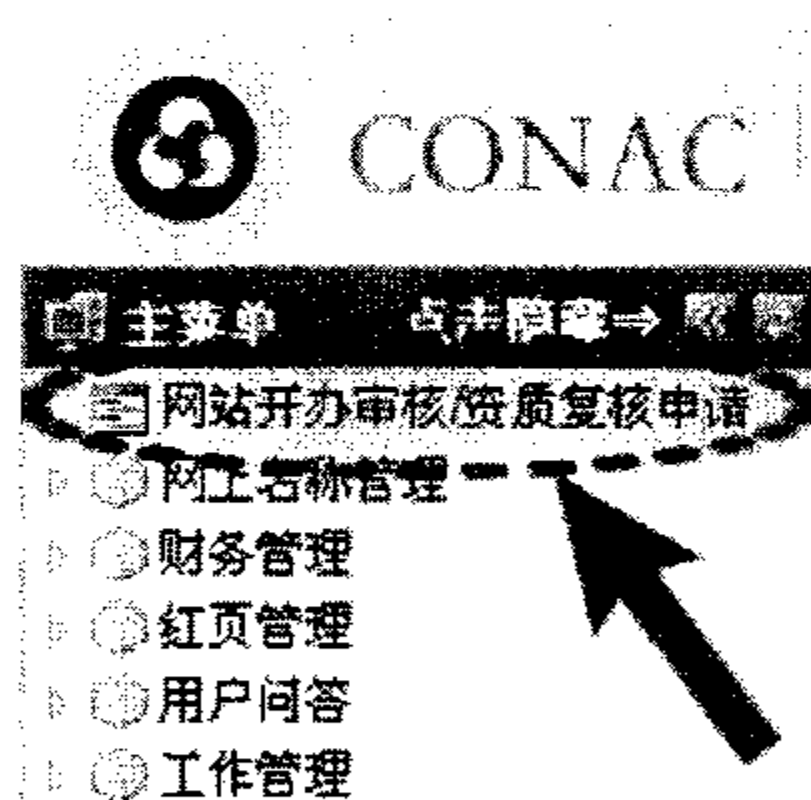 CONAC
主菜单 点击隐藏⇒
网站开办审核/资质复核申请
网上名称管理
财务管理
红页管理
用户问答
工作管理